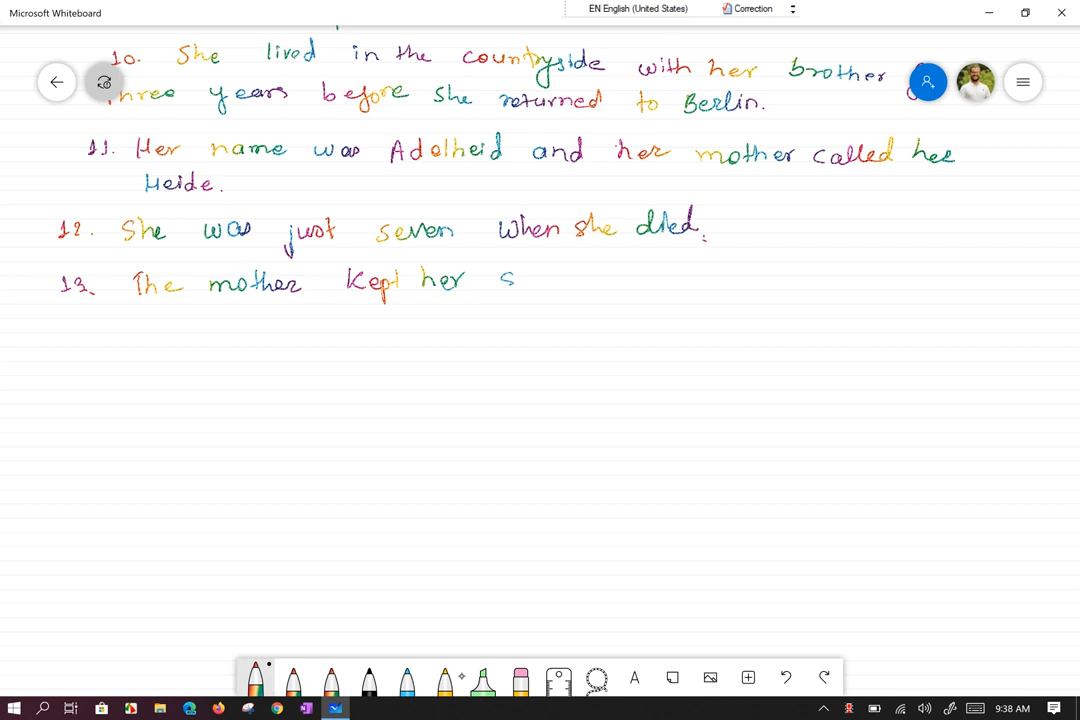 Microsoft Whiteboard
EN English (United States) Correction
10. She lived in the countryside with her brother
three years before she returned to Berlin.
11. Her name was Adelheid and her mother called her
Heide.
12. She was just seven when she died.
13. The mother kept her s
9:38 AM